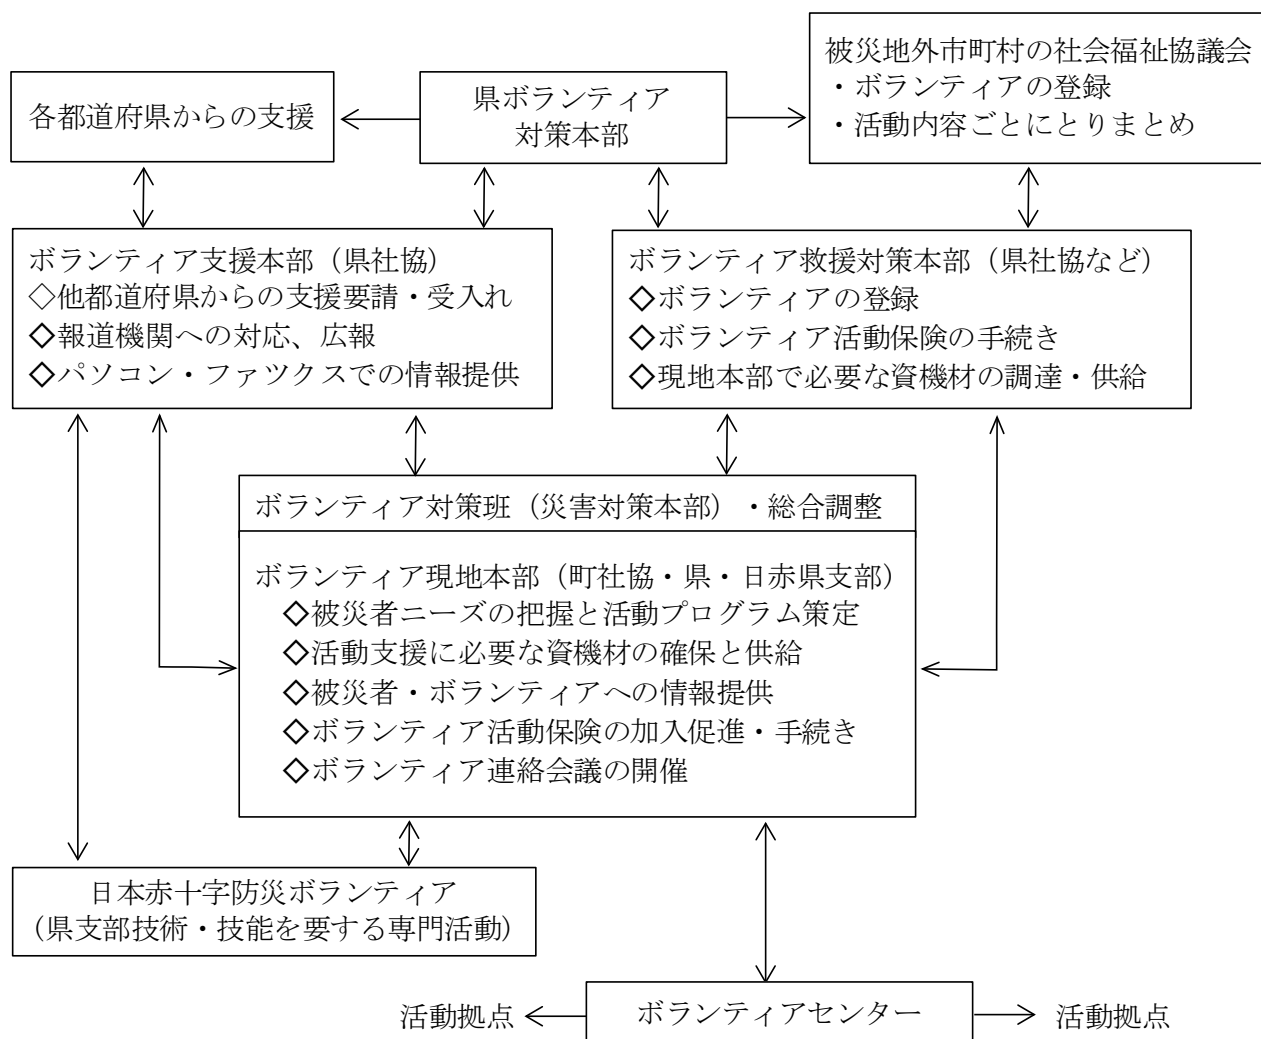 各都道府県からの支援
県ボランティア
対策本部
被災地外市町村の社会福祉協議会
・ボランティアの登録
・活動内容ごとにとりまとめ
ボランティア支援本部（県社協）
◇他都道府県からの支援要請・受入れ
◇報道機関への対応、広報
◇パソコン・ファツクスでの情報提供
ボランティア救援対策本部（県社協など）
◇ボランティアの登録
◇ボランティア活動保険の手続き
◇現地本部で必要な資機材の調達・供給
ボランティア対策班（災害対策本部）・総合調整
ボランティア現地本部（町社協・県・日赤県支部）
◇被災者ニーズの把握と活動プログラム策定
◇活動支援に必要な資機材の確保と供給
◇被災者・ボランティアへの情報提供
◇ボランティア活動保険の加入促進・手続き
◇ボランティア連絡会議の開催
日本赤十字防災ボランティア
（県支部技術・技能を要する専門活動）
活動拠点
ボランティアセンター
活動拠点